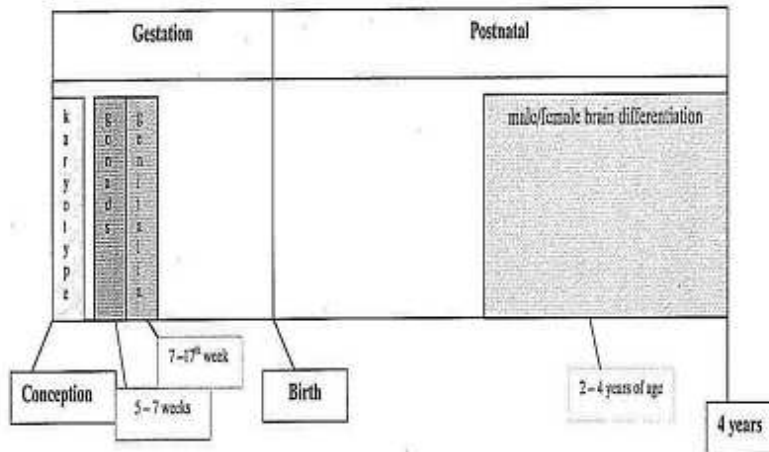 Gestation
Postnatal
karyotype
gonads
genitalia
male/female brain differentiation
7 –17th week
5 – 7 weeks
2 – 4 years of age
Conception
Birth
4 years